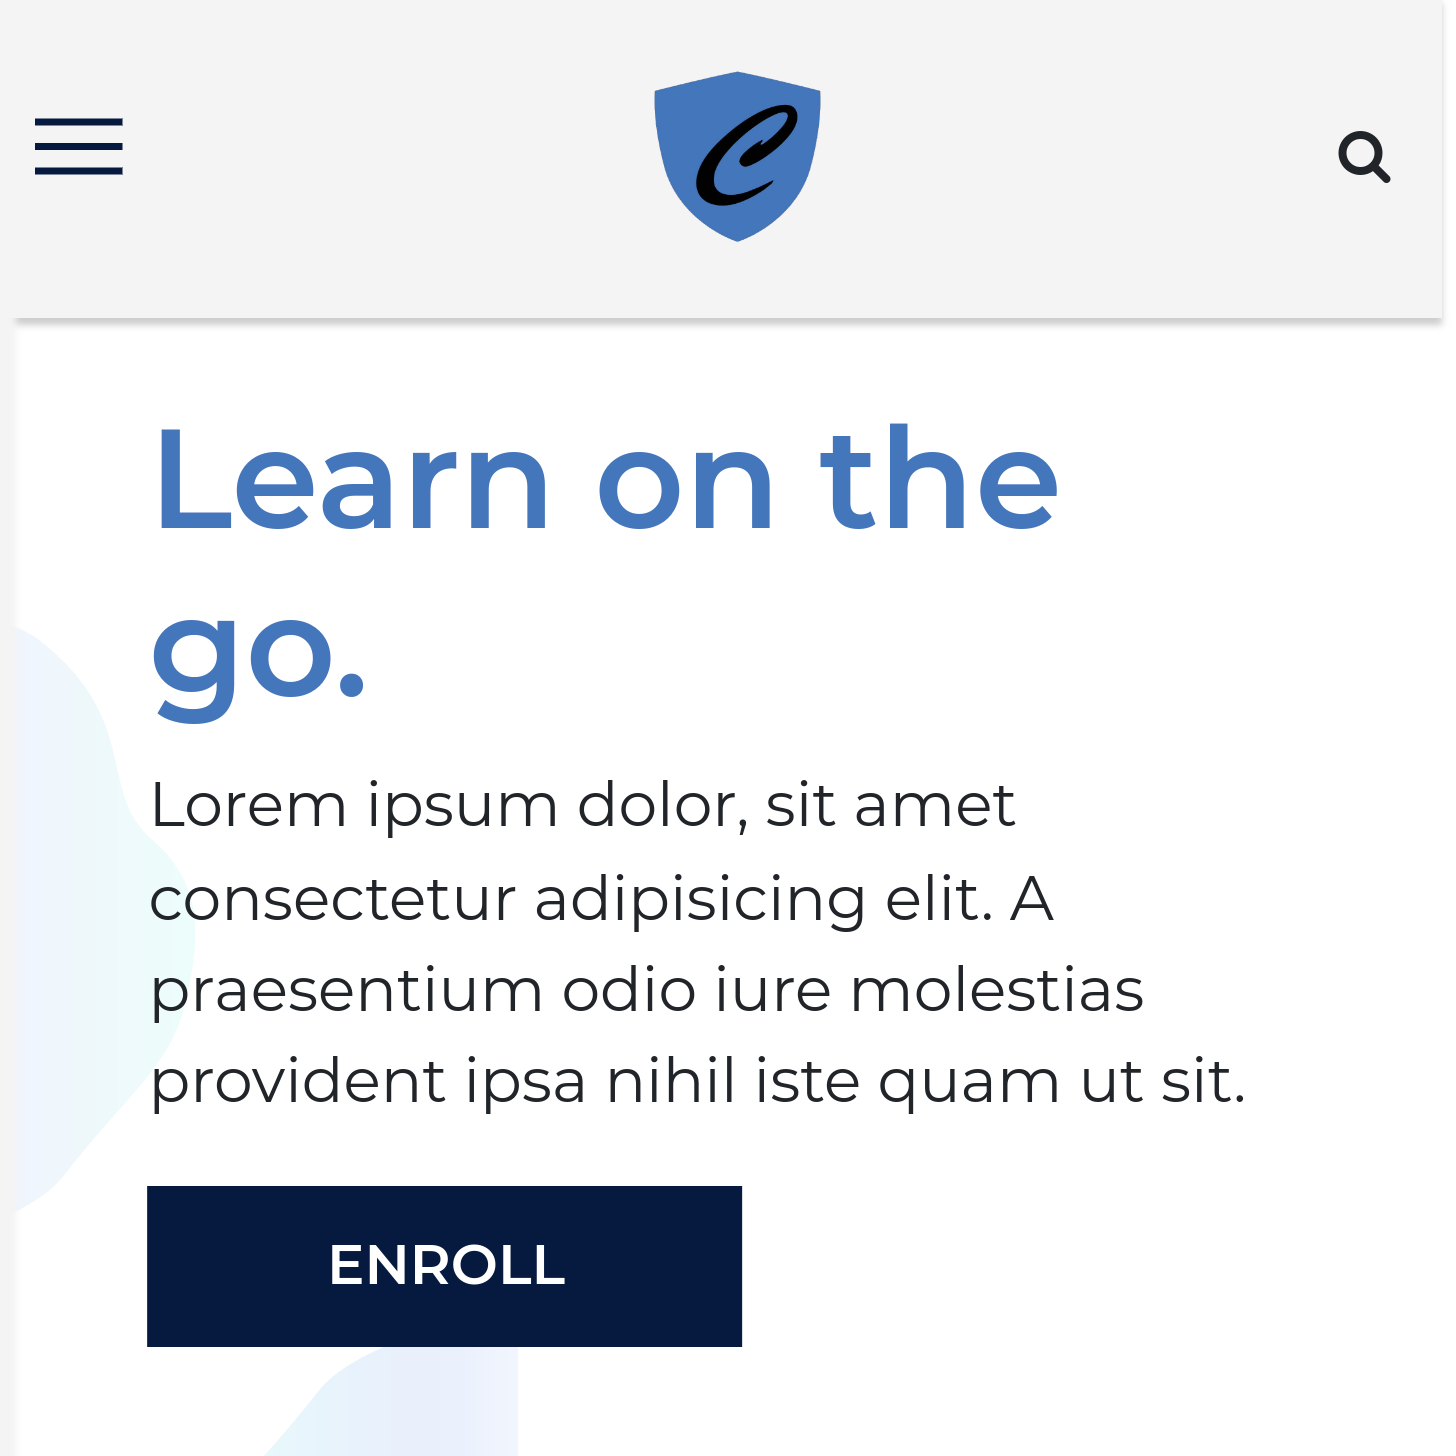 C
Learn on the
go.
Lorem ipsum dolor, sit amet
consectetur adipisicing elit. A
praesentium odio iure molestias
provident ipsa nihil iste quam ut sit.
ENROLL